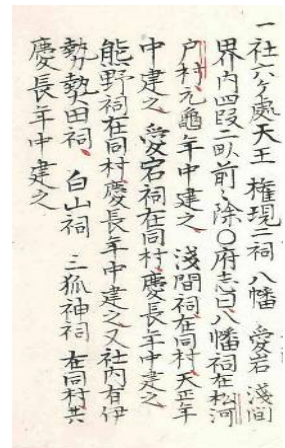 一社六ヶ處天王 権現二祠 八幡 愛宕 淺間
界内四段二畝前々除〇府志曰八幡祠在松河
戸村元龜年中建之 淺間祠在同村天正年
中建之 愛宕祠在同村慶長年中建之
熊野祠在同村慶長年中建之又社内有伊
勢勢田祠 白山祠 三狐神祠 在同村共
慶長年中建之